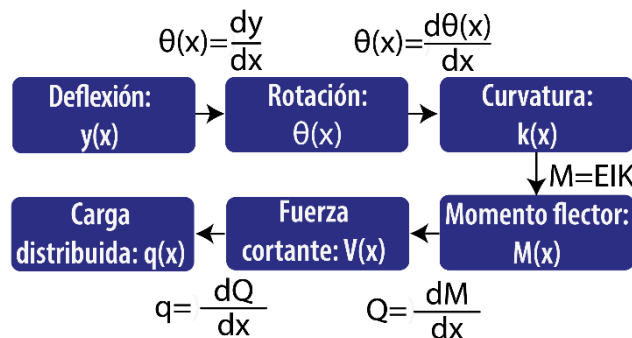 θ(x)=dy/dx
θ(x)=dθ(x)/dx
Deflexión:
y(x)
Rotación:
θ(x)
Curvatura:
k(x)
M=EIK
Carga
distribuida: q(x)
Fuerza
cortante: V(x)
Momento flector:
M(x)
q=dQ/dx
Q=dM/dx